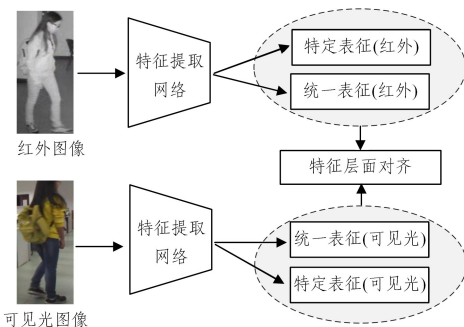 特征提取
网络
特定表征(红外)
统一表征(红外)
红外图像
特征层面对齐
特征提取
网络
统一表征(可见光)
特定表征(可见光)
可见光图像